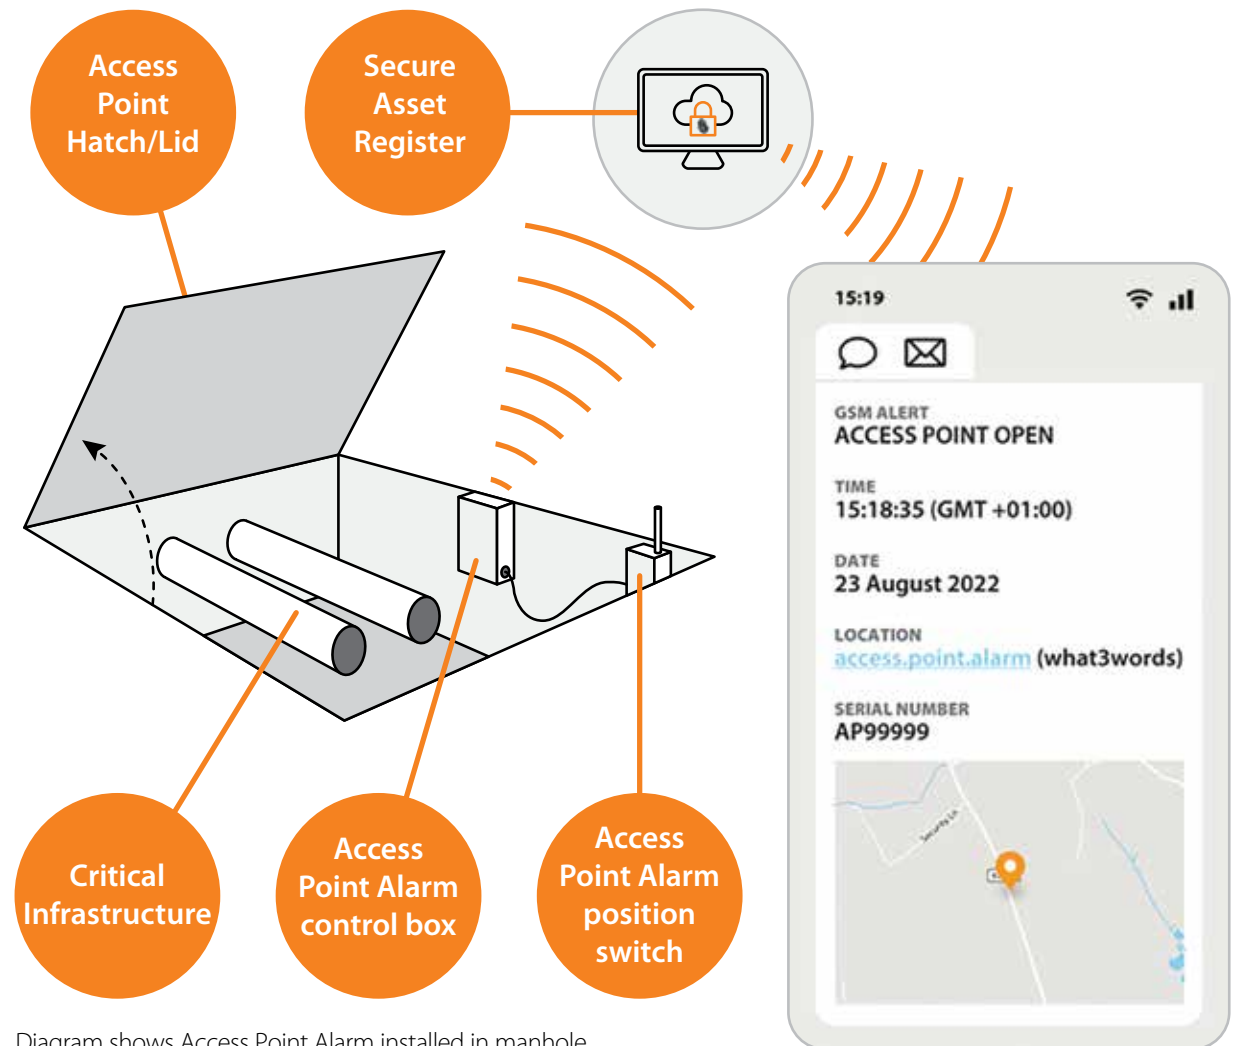 Access
Point
Hatch/Lid
Secure
Asset
Register
15:19
GSM ALERT
ACCESS POINT OPEN
TIME
15:18:35 (GMT +01:00)
DATE
23 August 2022
LOCATION
access.point.alarm (what3words)
SERIAL NUMBER
AP99999
Security Ln
Critical
Infrastructure
Access
Point Alarm
control box
Access
Point Alarm
position
switch
Diagram shows Access Point Alarm installed in manhole